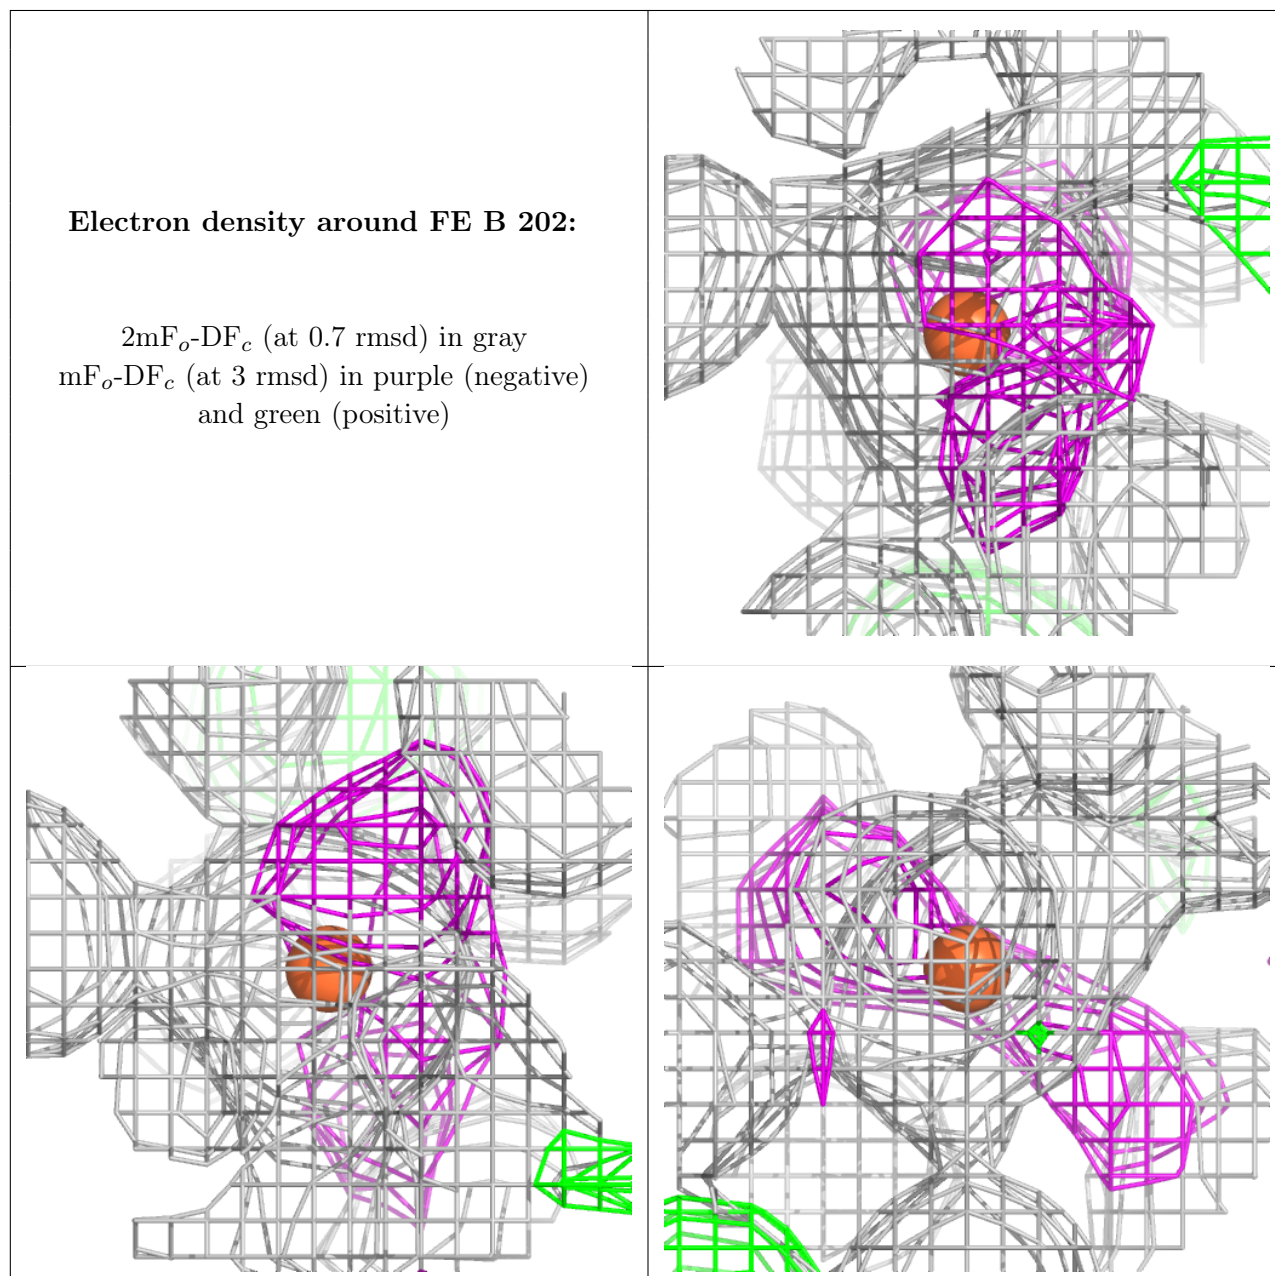 Electron density around FE B 202:
2mFo-DFc (at 0.7 rmsd) in gray
mFo-DFc (at 3 rmsd) in purple (negative)
and green (positive)